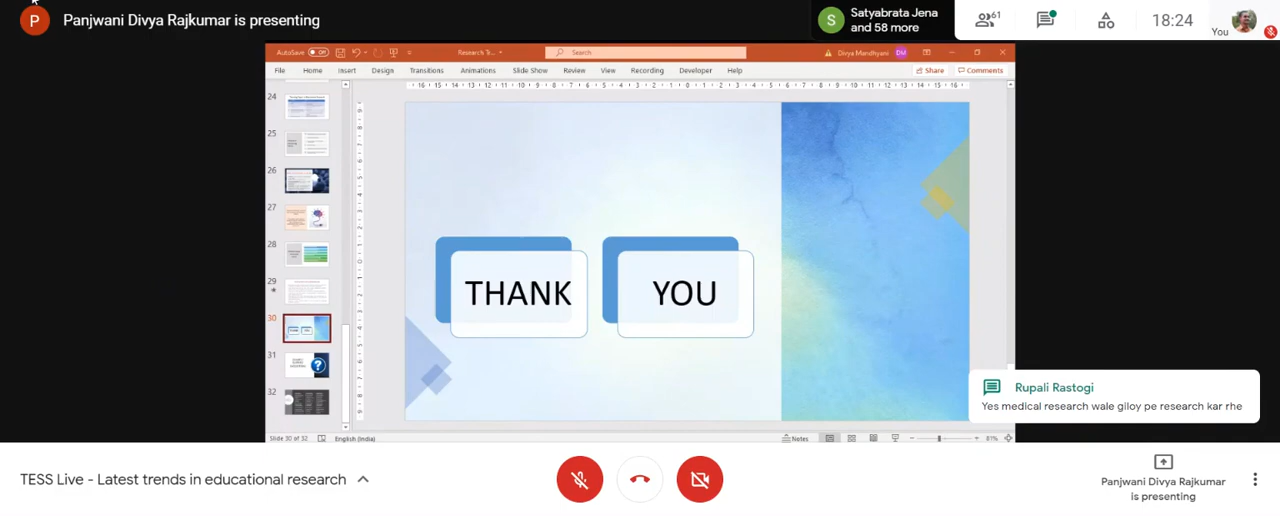 P Panjwani Divya Rajkumar is presenting
S Satyabrata Jena
and 58 more
61
18:24
You
AutoSave Off
Research Tr...
Search
Divya Mandhyani DM
File Home Insert Design Transitions Animations Slide Show Review View Recording Developer Help
Share Comments
24
25
26
27
28
29
30
31
32
THANK YOU
Rupali Rastogi
Yes medical research wale giloy pe research kar rhe
Slide 30 of 32 English (India)
Notes
81%
TESS Live - Latest trends in educational research
Panjwani Divya Rajkumar
is presenting